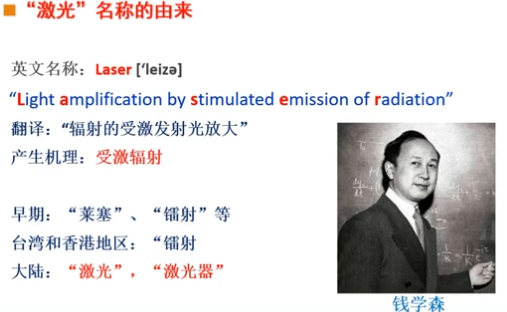 “激光”名称的由来
英文名称：Laser [‘leizə]
“Light amplification by stimulated emission of radiation”
翻译：“辐射的受激发射光放大”
产生机理：受激辐射
早期：“莱塞”、“镭射”等
台湾和香港地区：“镭射
大陆：“激光”，“激光器”
钱学森